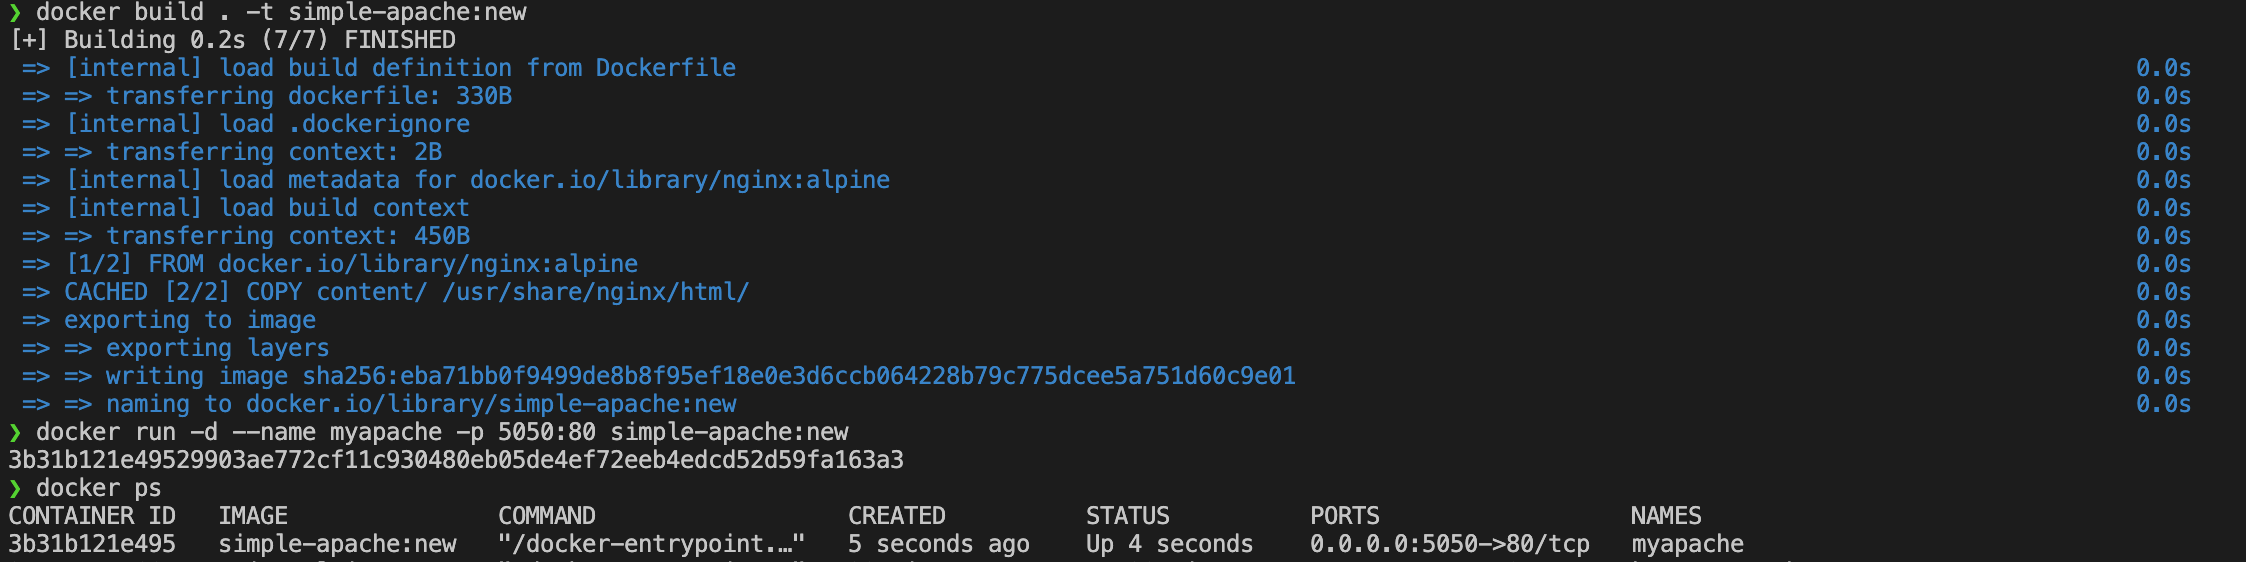 ❯ docker build . -t simple-apache:new
[+] Building 0.2s (7/7) FINISHED
=> [internal] load build definition from Dockerfile 0.0s
=> => transferring dockerfile: 330B 0.0s
=> [internal] load .dockerignore 0.0s
=> => transferring context: 2B 0.0s
=> [internal] load metadata for docker.io/library/nginx:alpine 0.0s
=> [internal] load build context 0.0s
=> => transferring context: 450B 0.0s
=> [1/2] FROM docker.io/library/nginx:alpine 0.0s
=> CACHED [2/2] COPY content/ /usr/share/nginx/html/ 0.0s
=> exporting to image 0.0s
=> => exporting layers 0.0s
=> => writing image sha256:eba71bb0f9499de8b8f95ef18e0e3d6ccb064228b79c775dcee5a751d60c9e01 0.0s
=> => naming to docker.io/library/simple-apache:new 0.0s
❯ docker run -d --name myapache -p 5050:80 simple-apache:new
3b31b121e49529903ae772cf11c930480eb05de4ef72eeb4edcd52d59fa163a3
❯ docker ps
CONTAINER ID IMAGE COMMAND CREATED STATUS PORTS NAMES
3b31b121e495 simple-apache:new "/docker-entrypoint.…" 5 seconds ago Up 4 seconds 0.0.0.0:5050->80/tcp myapache